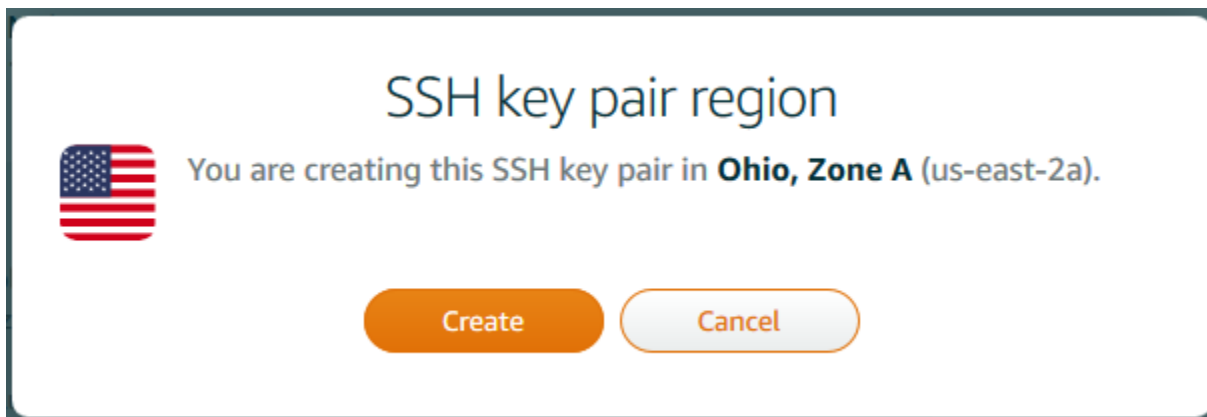 SSH key pair region
You are creating this SSH key pair in Ohio, Zone A (us-east-2a).
Create
Cancel